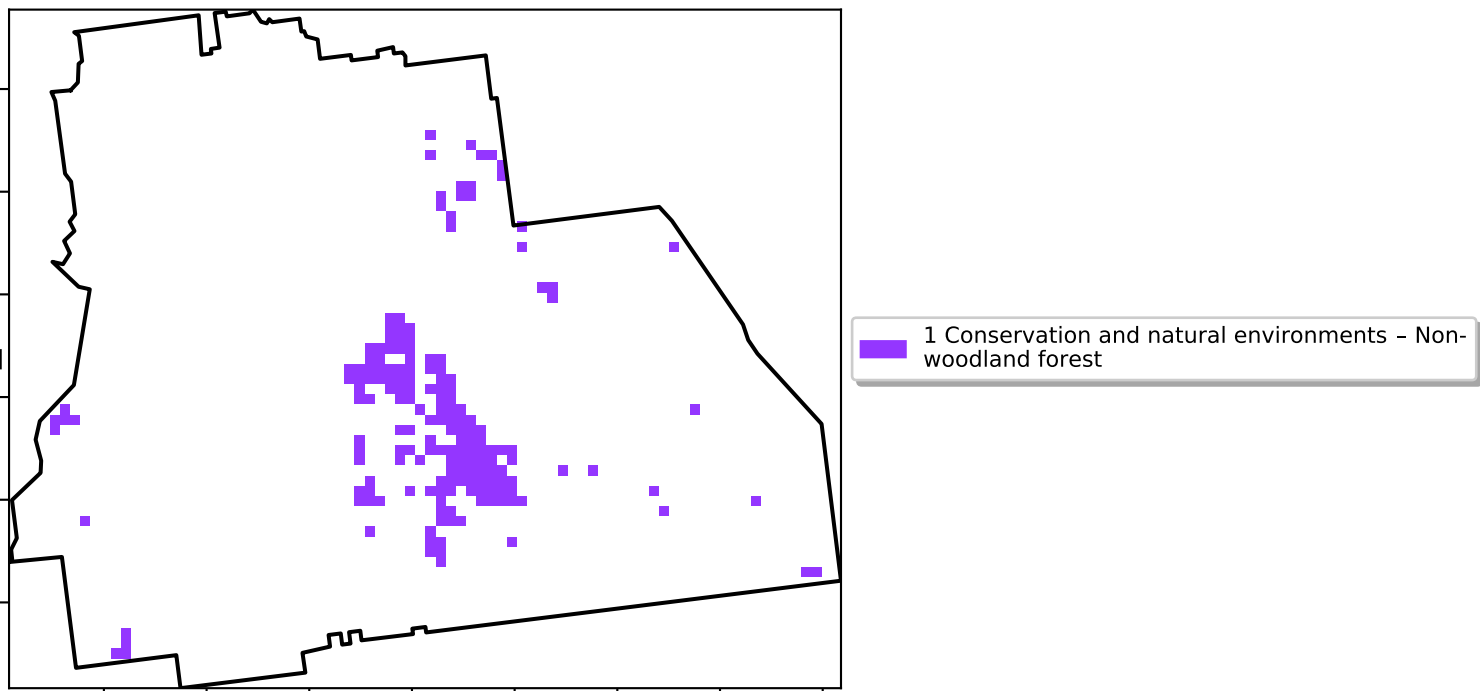 1 Conservation and natural environments – Non-
woodland forest